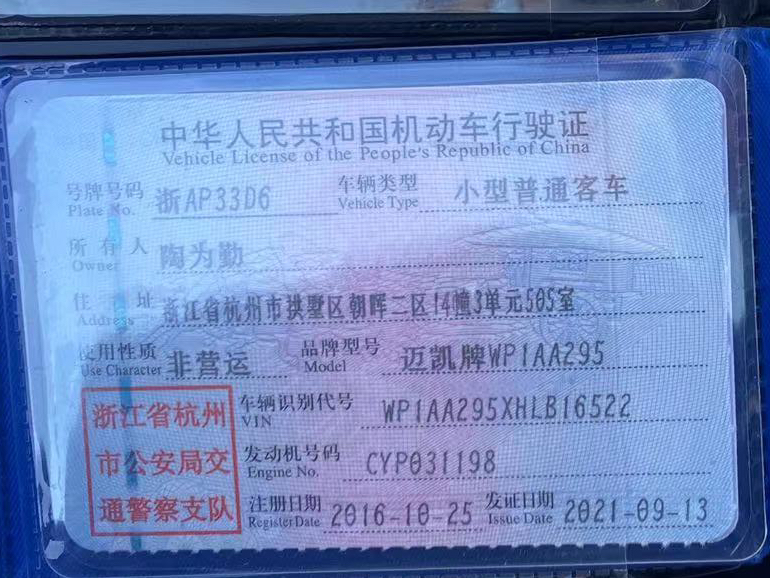 中华人民共和国机动车行驶证
Vehicle License of the People's Republic of China
号牌号码 浙AP33D6 车辆类型 小型普通客车
Plate No. Vehicle Type
所有人 陶为勤
Owner
住址 浙江省杭州市拱墅区朝晖二区14幢3单元505室
Address
使用性质 非营运 品牌型号 迈凯牌WP1AA295
Use Character Model
浙江省杭州 车辆识别代号 WP1AA295XHLB16522
VIN
市公安局交 发动机号码 CYP031198
Engine No.
通警察支队 注册日期 2016-10-25 发证日期 2021-09-13
Register Date Issue Date